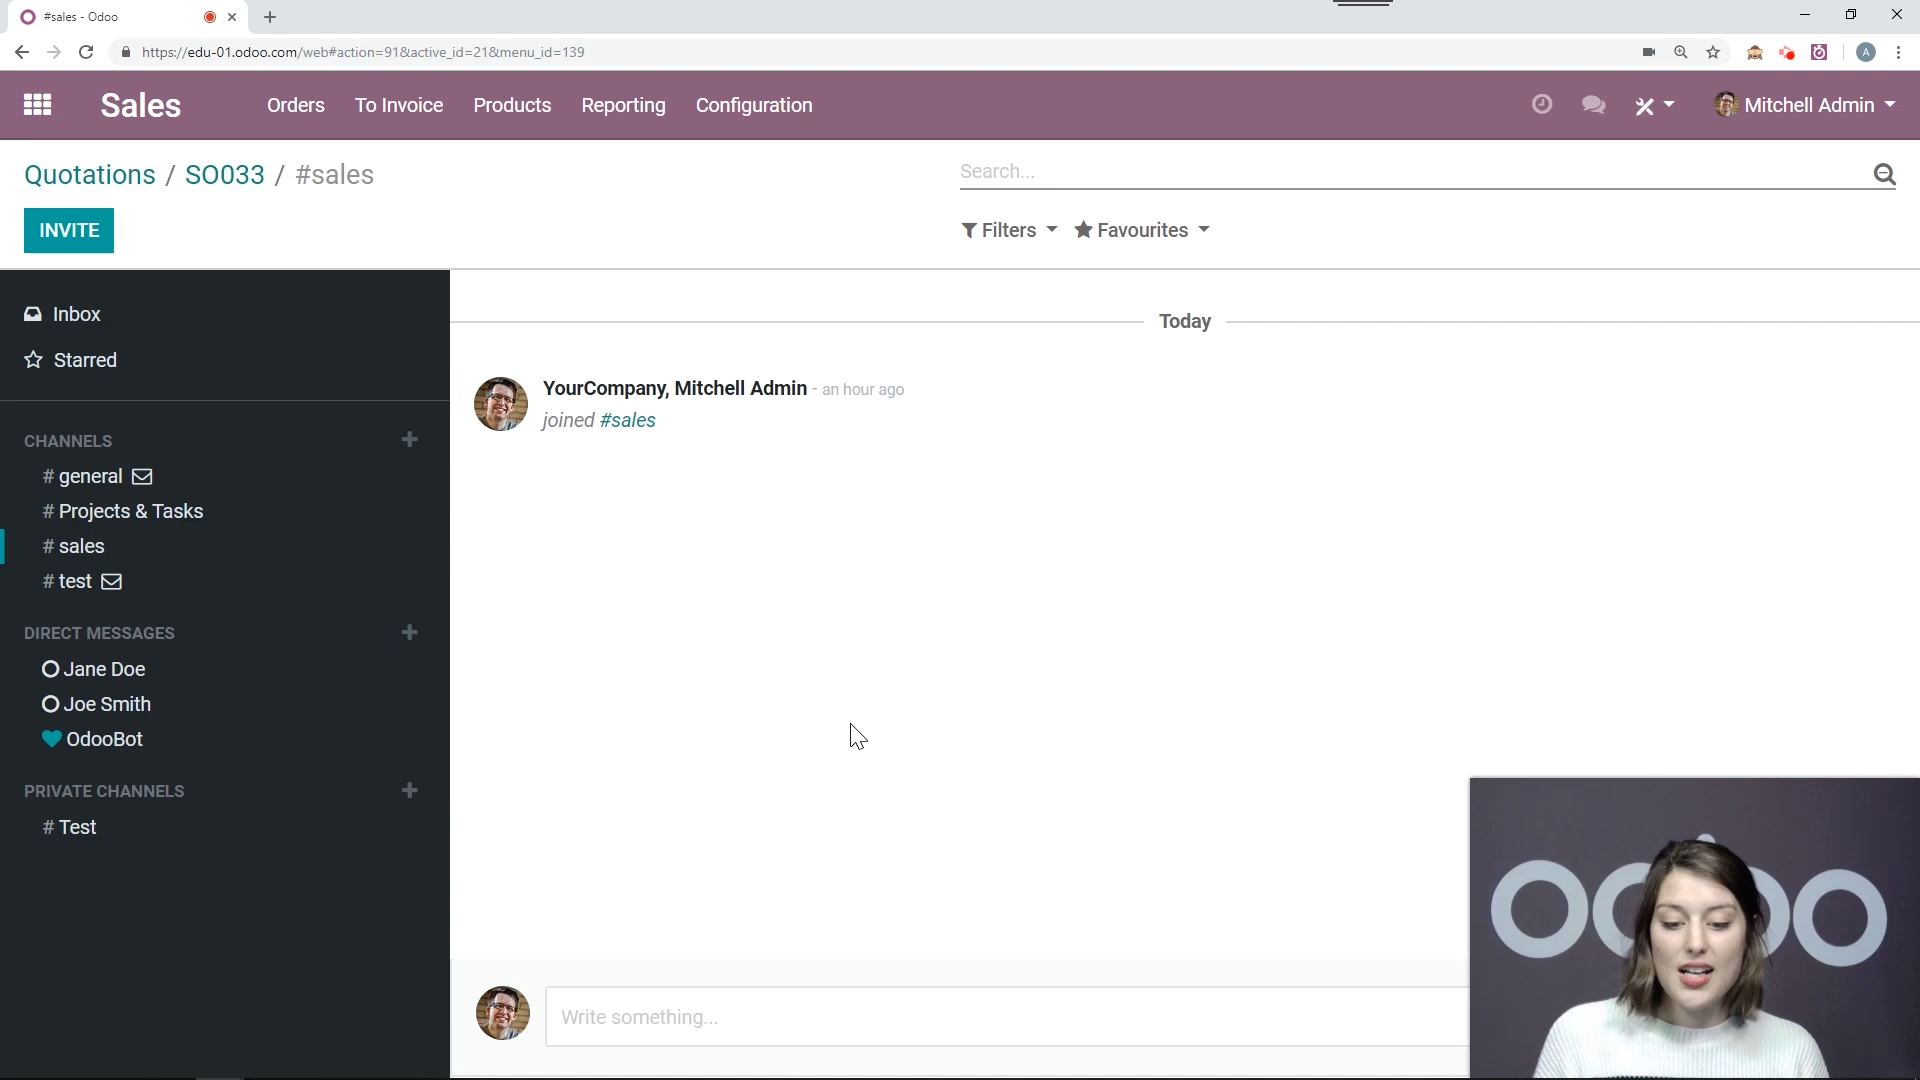 #sales - Odoo
https://edu-01.odoo.com/web#action=91&active_id=21&menu_id=139
A
Sales
Orders
To Invoice
Products
Reporting
Configuration
Mitchell Admin
Quotations / SO033 / #sales
Search...
INVITE
Filters
Favourites
Inbox
Starred
Today
YourCompany, Mitchell Admin - an hour ago
joined #sales
CHANNELS
# general
# Projects & Tasks
# sales
# test
DIRECT MESSAGES
Jane Doe
Joe Smith
OdooBot
PRIVATE CHANNELS
# Test
Write something...
odoo